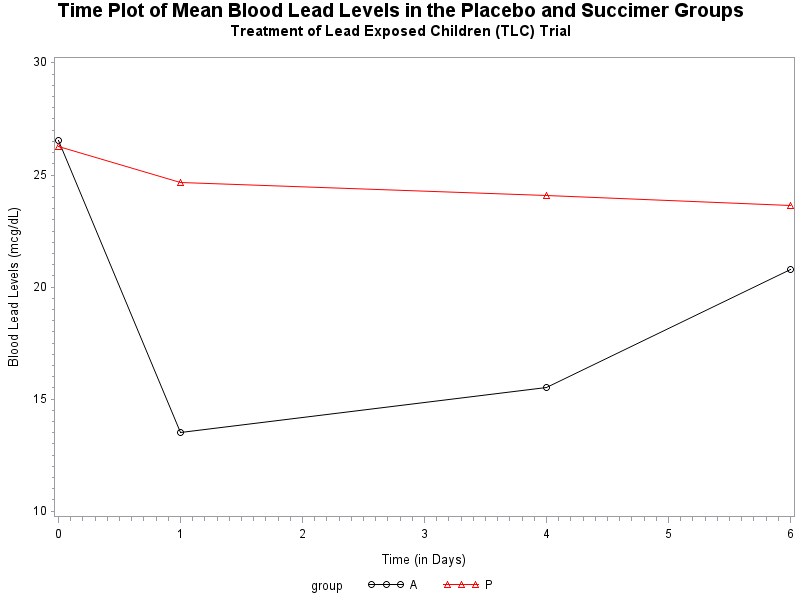 Time Plot of Mean Blood Lead Levels in the Placebo and Succimer Groups
Treatment of Lead Exposed Children (TLC) Trial
30
25
20
15
10
Blood Lead Levels (mcg/dL)
0 1 2 3 4 5 6
Time (in Days)
group A P